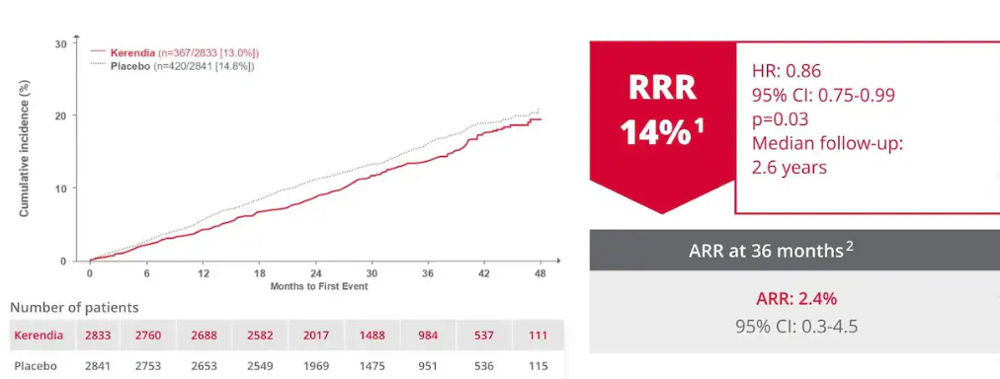 30
20
10
0
Cumulative incidence (%)
Kerendia (n=367/2833 [13.0%])
Placebo (n=420/2841 [14.8%])
0 6 12 18 24 30 36 42 48
Months to First Event
Number of patients
Kerendia 2833 2760 2688 2582 2017 1488 984 537 111
Placebo 2841 2753 2653 2549 1969 1475 951 536 115
RRR
14%¹
HR: 0.86
95% CI: 0.75-0.99
p=0.03
Median follow-up:
2.6 years
ARR at 36 months²
ARR: 2.4%
95% CI: 0.3-4.5